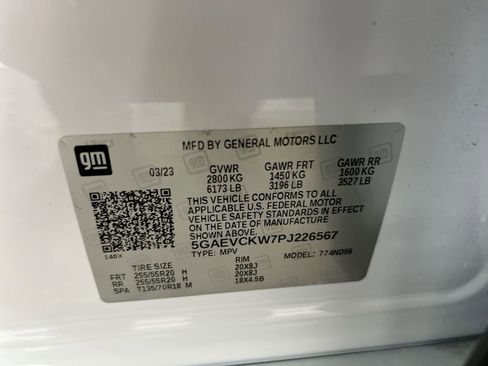 gm
MFD BY GENERAL MOTORS LLC
03/23 GVWR GAWR FRT GAWR RR
2800 KG 1450 KG 1600 KG
6173 LB 3196 LB 3527 LB
THIS VEHICLE CONFORMS TO ALL
APPLICABLE U.S. FEDERAL MOTOR
VEHICLE SAFETY STANDARDS IN EFFECT
ON THE DATE OF MANUFACTURE
SHOWN ABOVE.
5GAEVCKW7PJ226567
140X TYPE: MPV MODEL: 774ND56
TIRE SIZE RIM
FRT 255/55R20 H 20X8J
RR 255/55R20 H 20X8J
SPA T135/70R18 M 18X4.5B